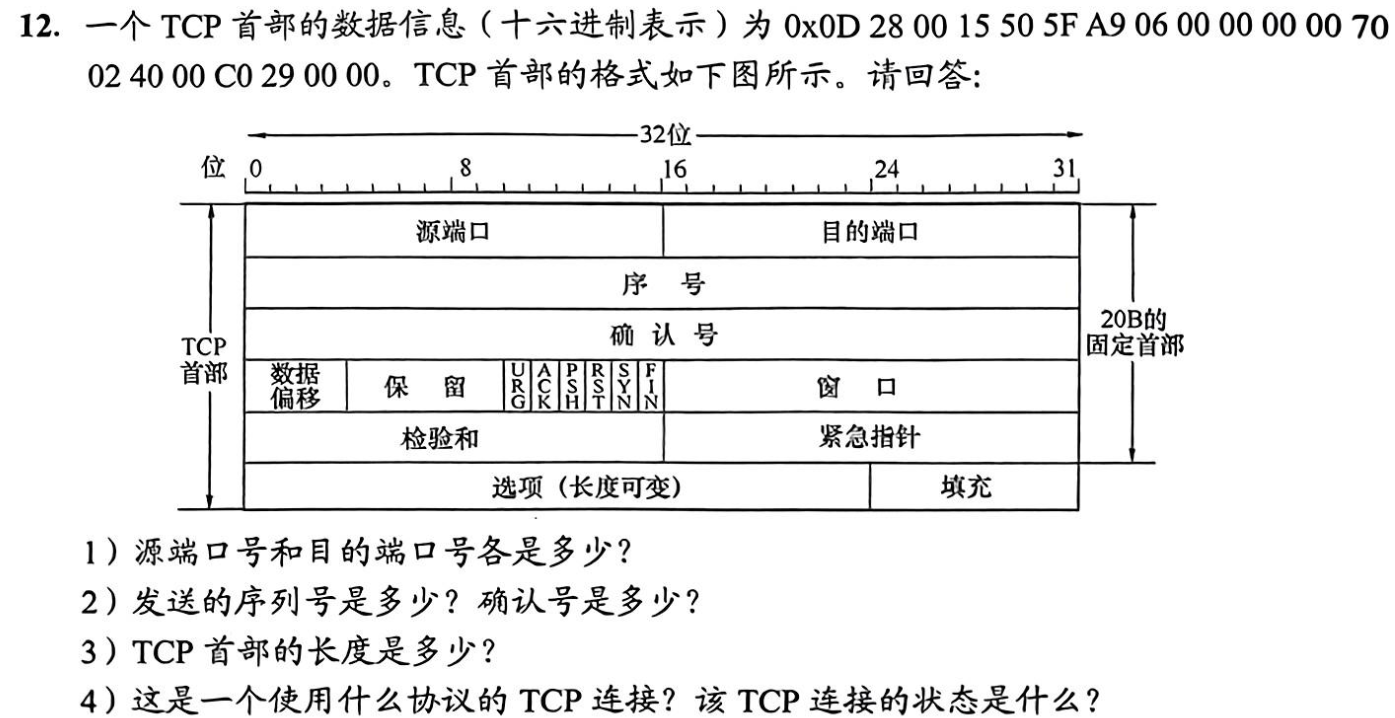 12. 一个 TCP 首部的数据信息（十六进制表示）为 0x0D 28 00 15 50 5F A9 06 00 00 00 00 70
02 40 00 C0 29 00 00。TCP 首部的格式如下图所示。请回答：
32位
位 0 8 16 24 31
源端口 目的端口
序 号
确 认 号
TCP
首部
20B的
固定首部
数据
偏移
保 留
URG ACK PSH RST SYN FIN
窗 口
检验和 紧急指针
选项（长度可变） 填充
1）源端口号和目的端口号各是多少？
2）发送的序列号是多少？确认号是多少？
3）TCP 首部的长度是多少？
4）这是一个使用什么协议的 TCP 连接？该 TCP 连接的状态是什么？